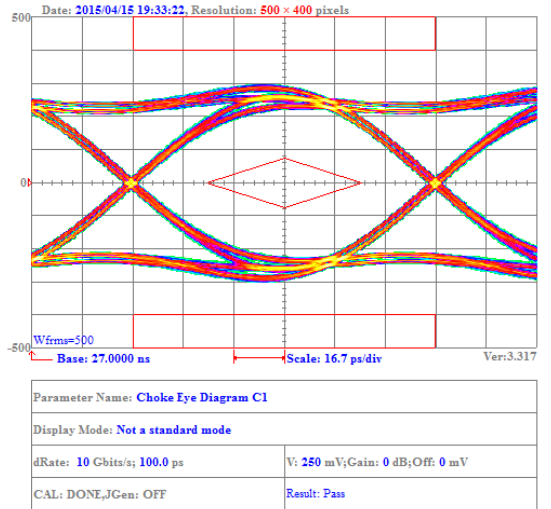 Date: 2015/04/15 19:33:22, Resolution: 500 × 400 pixels
500
0
-500
Wfrms=500
Base: 27.0000 ns
Scale: 16.7 ps/div
Ver:3.317
Parameter Name: Choke Eye Diagram C1
Display Mode: Not a standard mode
dRate: 10 Gbits/s; 100.0 ps
V: 250 mV;Gain: 0 dB;Off: 0 mV
CAL: DONE,JGen: OFF
Result: Pass